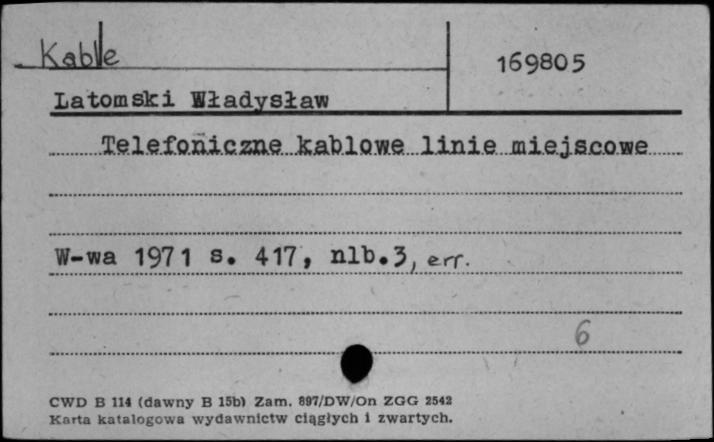 Kable
169805
Latomski Władysław
Telefoniczne kablowe linie miejscowe
W-wa 1971 s. 417, nlb.3, err.
6
CWD B 114 (dawny B 15b) Zam. 897/DW/On ZGG 2542
Karta katalogowa wydawnictw ciągłych i zwartych.